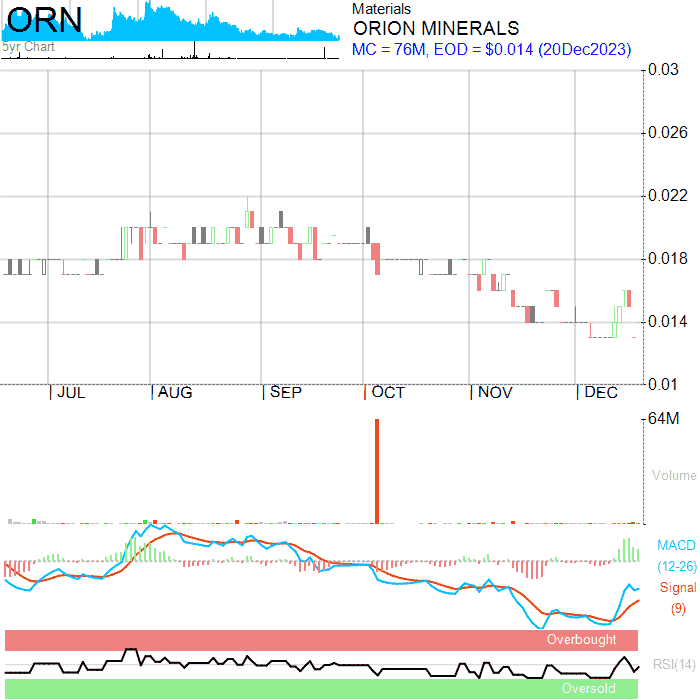 ORN
5yr Chart
Materials
ORION MINERALS
MC = 76M, EOD = $0.014 (20Dec2023)
0.03
0.026
0.022
0.018
0.014
0.01
JUL
AUG
SEP
OCT
NOV
DEC
64M
Volume
MACD
(12-26)
Signal
(9)
Overbought
RSI(14)
Oversold